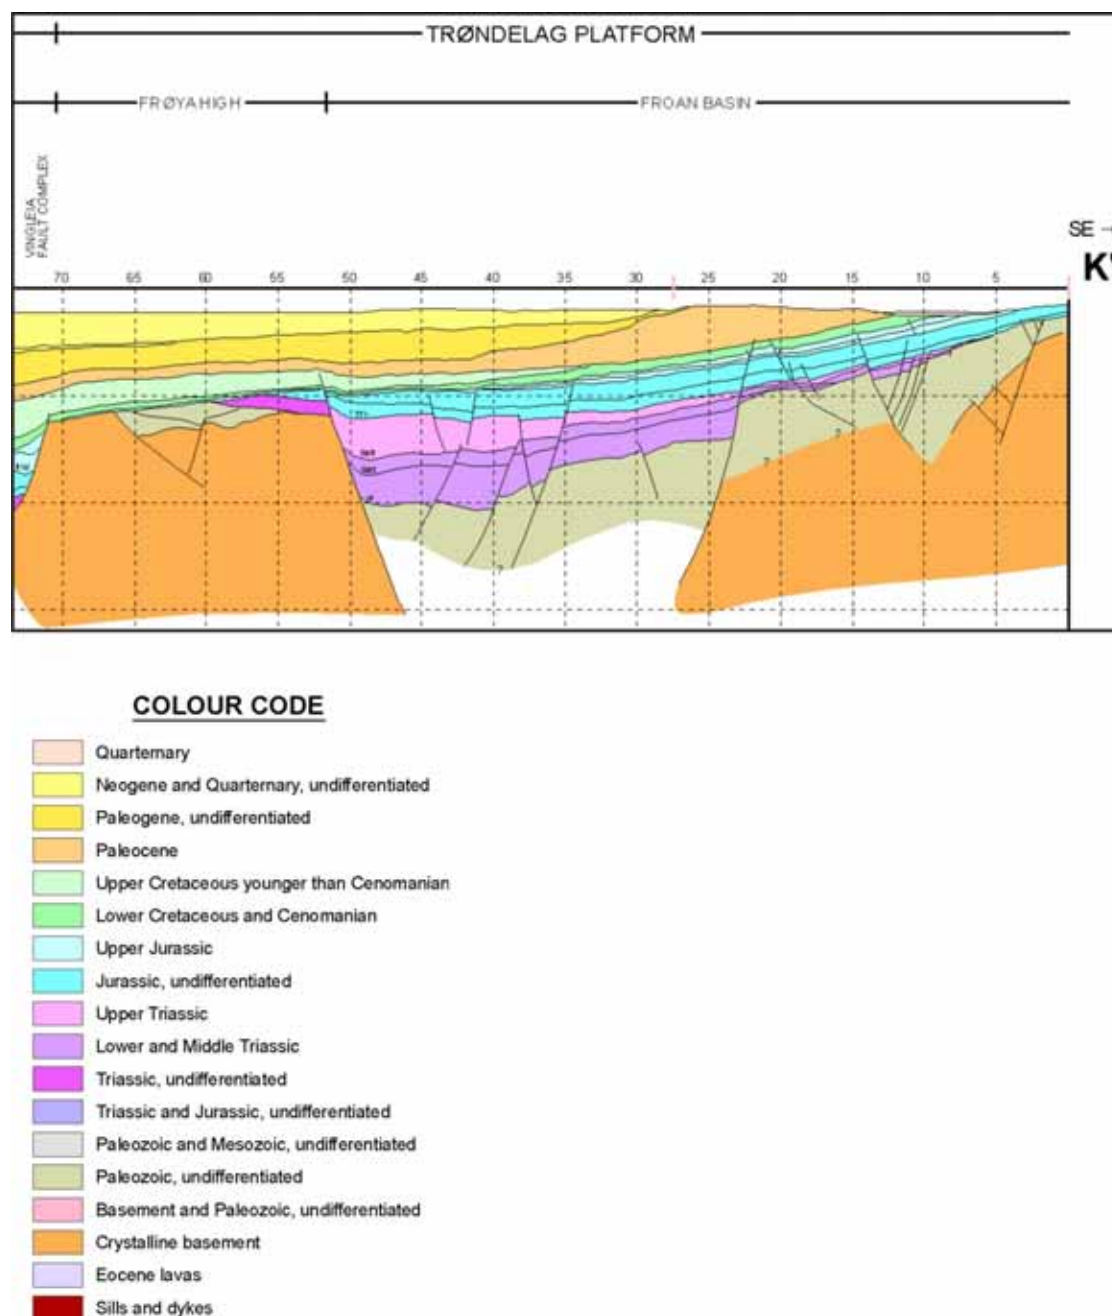 TRØNDELAG PLATFORM
FRØYA HIGH
FROAN BASIN
VINGLEIA
FAULT COMPLEX
SE
K'
70 65 60 55 50 45 40 35 30 25 20 15 10 5
?
?
?
COLOUR CODE
Quarternary
Neogene and Quarternary, undifferentiated
Paleogene, undifferentiated
Paleocene
Upper Cretaceous younger than Cenomanian
Lower Cretaceous and Cenomanian
Upper Jurassic
Jurassic, undifferentiated
Upper Triassic
Lower and Middle Triassic
Triassic, undifferentiated
Triassic and Jurassic, undifferentiated
Paleozoic and Mesozoic, undifferentiated
Paleozoic, undifferentiated
Basement and Paleozoic, undifferentiated
Crystalline basement
Eocene lavas
Sills and dykes